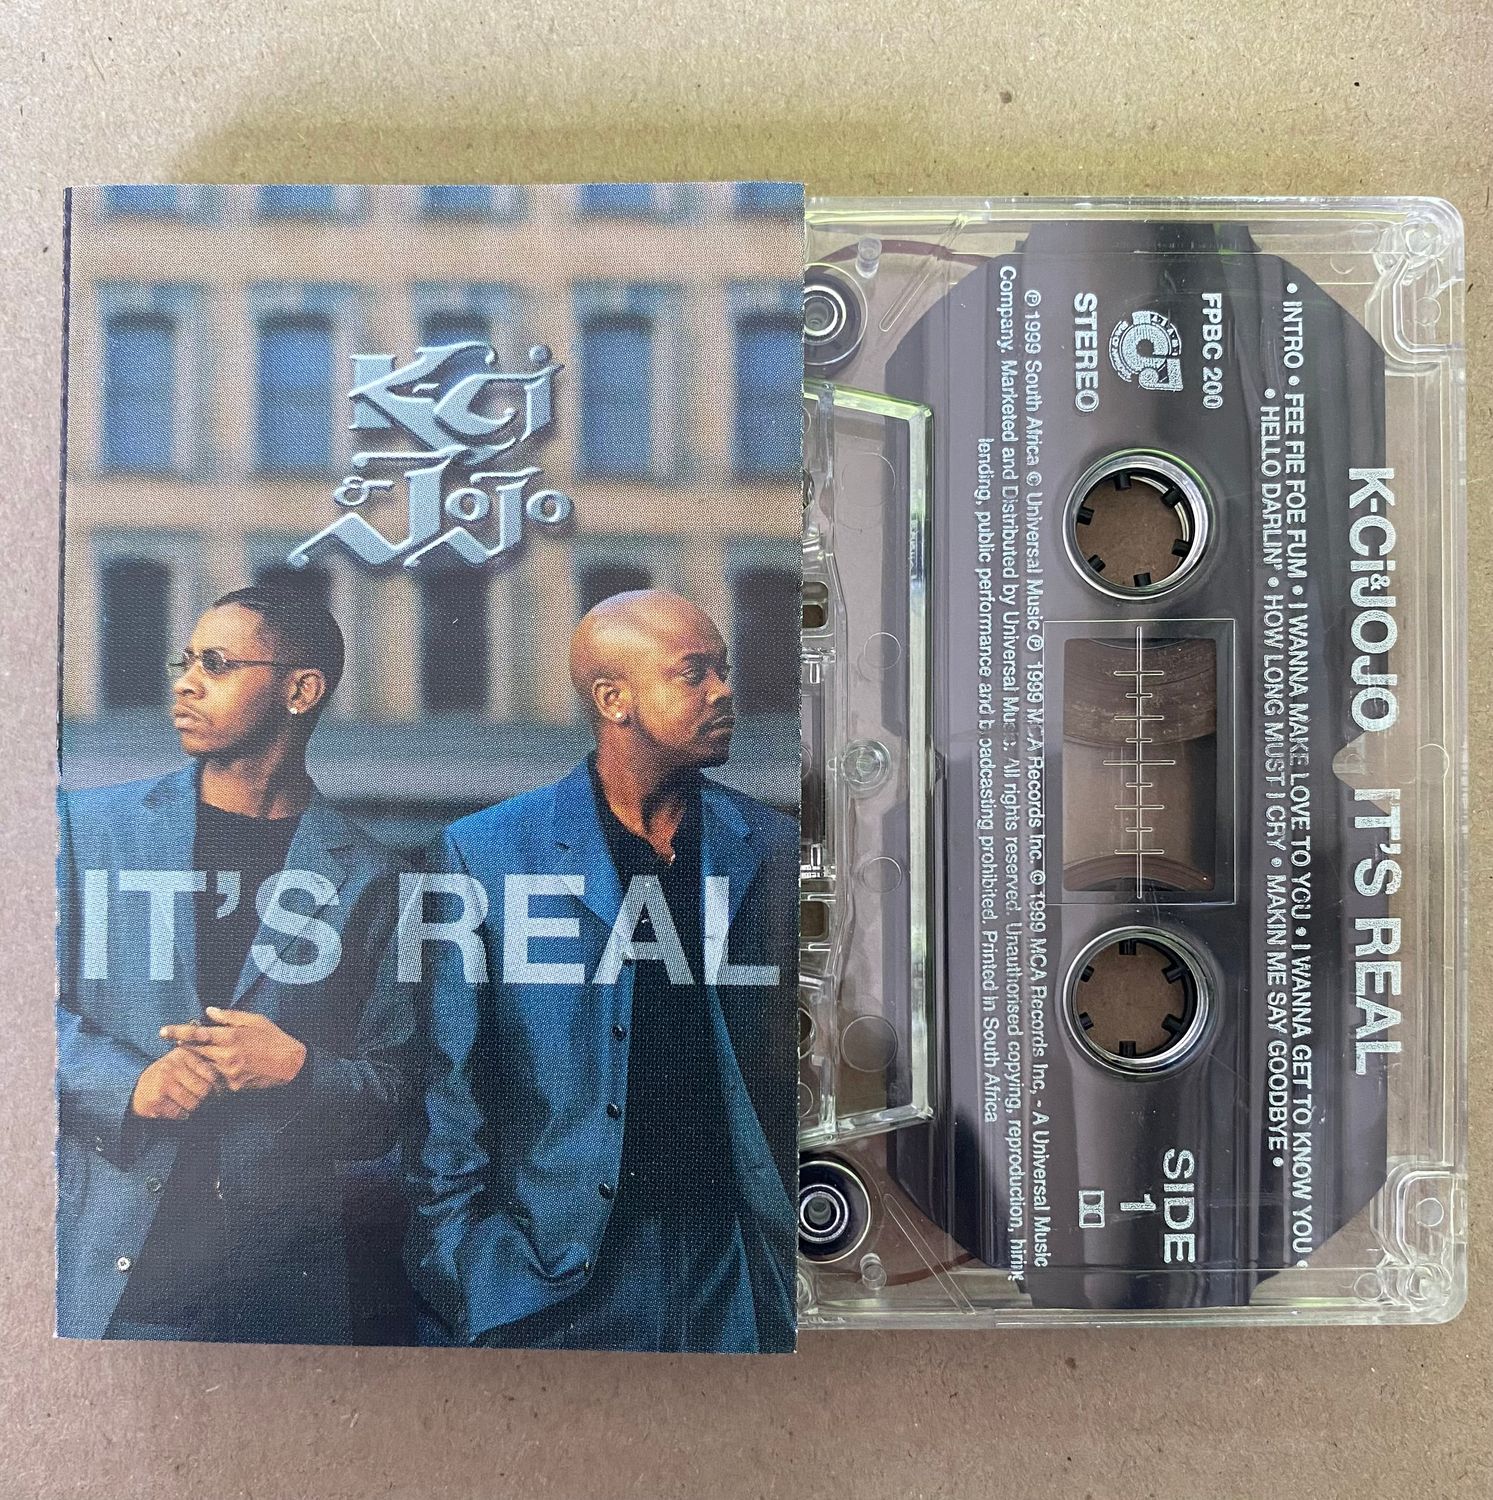 K-Ci
& JoJo
IT'S REAL
K-Ci&JOJO IT'S REAL
• INTRO • FEE FIE FOE FUM • I WANNA MAKE LOVE TO YOU • I WANNA GET TO KNOW YOU •
• HELLO DARLIN' • HOW LONG MUST I CRY • MAKIN ME SAY GOODBYE •
FPBC 200
STEREO
SIDE
1
℗ 1999 South Africa © Universal Music ℗ 1999 MCA Records Inc. © 1999 MCA Records Inc, - A Universal Music
Company. Marketed and Distributed by Universal Music. All rights reserved. Unauthorised copying, reproduction, hiring
lending, public performance and broadcasting prohibited. Printed in South Africa